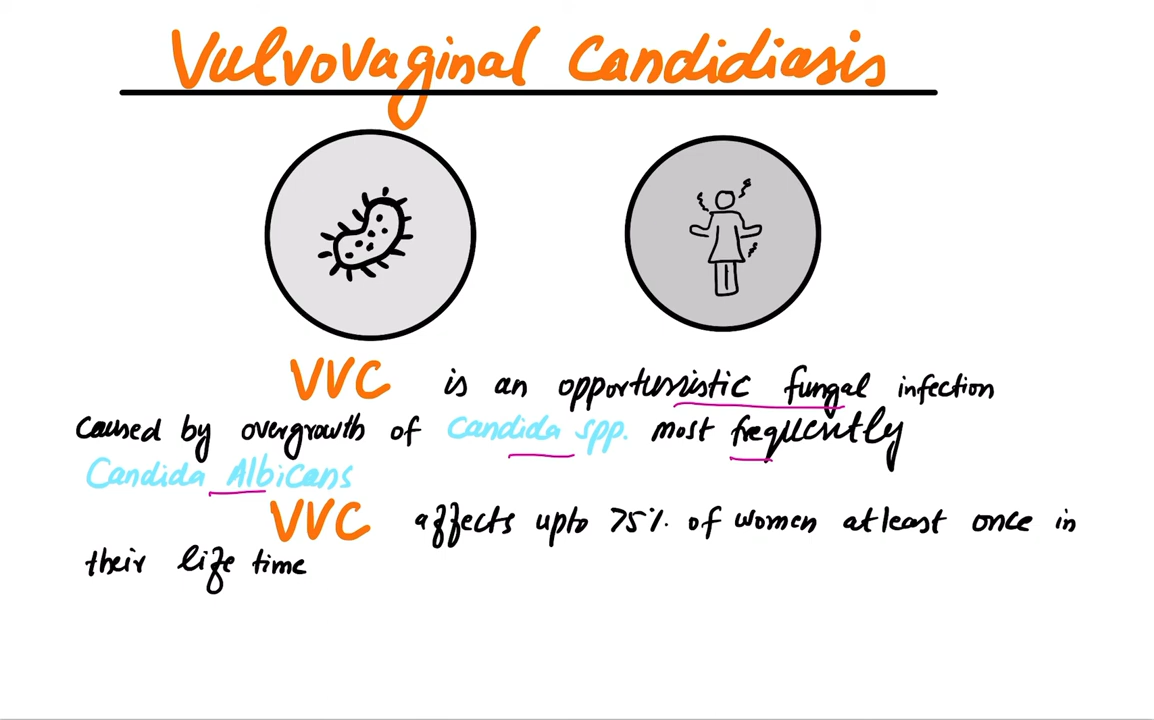 Vulvovaginal Candidiasis
VVC is an opportunistic fungal infection
caused by overgrowth of Candida spp. most frequently
Candida Albicans
VVC affects upto 75% of women atleast once in
their life time